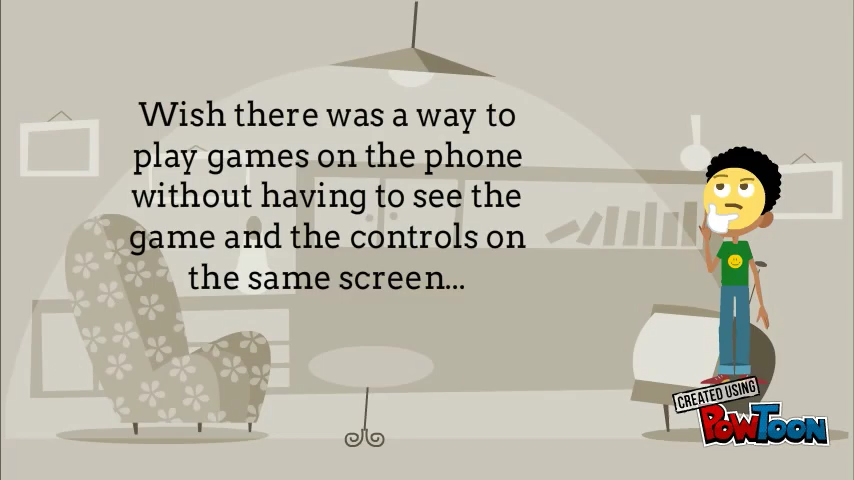 Wish there was a way to
play games on the phone
without having to see the
game and the controls on
the same screen...
CREATED USING
POWTOON